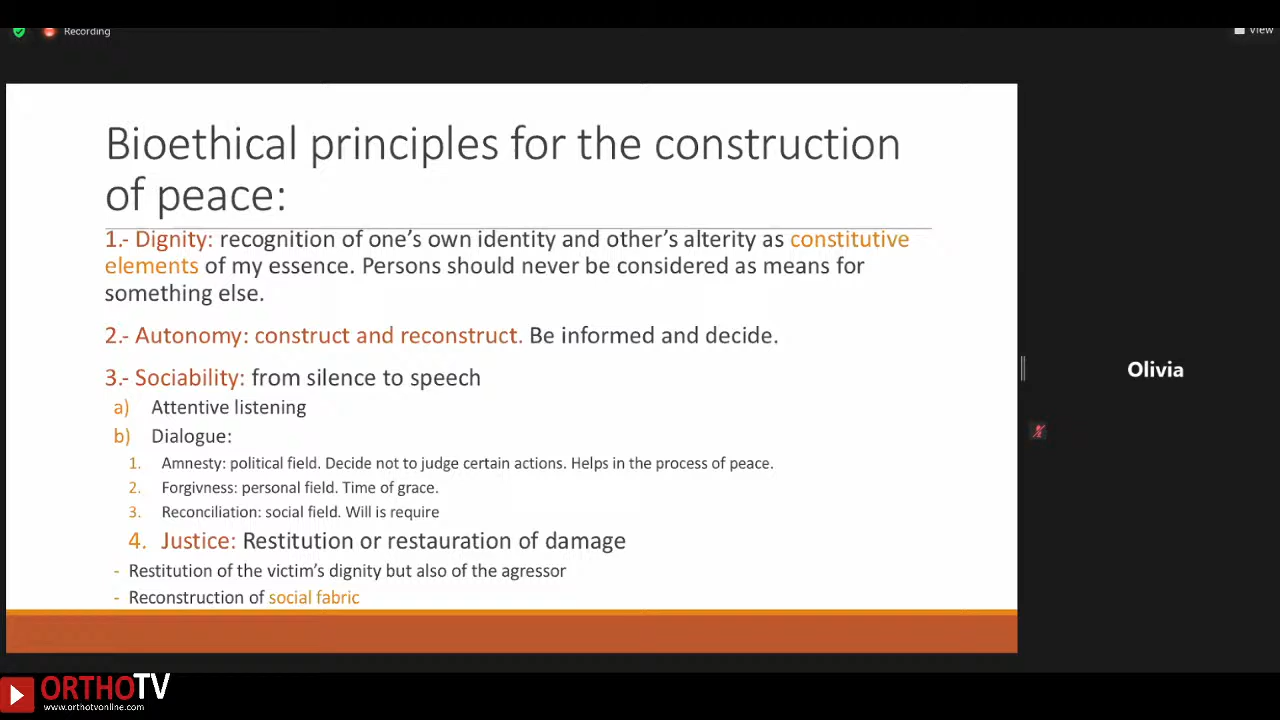 Recording
View
Bioethical principles for the construction
of peace:
1.- Dignity: recognition of one's own identity and other's alterity as constitutive
elements of my essence. Persons should never be considered as means for
something else.
2.- Autonomy: construct and reconstruct. Be informed and decide.
3.- Sociability: from silence to speech
a) Attentive listening
b) Dialogue:
1. Amnesty: political field. Decide not to judge certain actions. Helps in the process of peace.
2. Forgivness: personal field. Time of grace.
3. Reconciliation: social field. Will is require
4. Justice: Restitution or restauration of damage
- Restitution of the victim's dignity but also of the agressor
- Reconstruction of social fabric
Olivia
ORTHOTV
www.orthotvonline.com